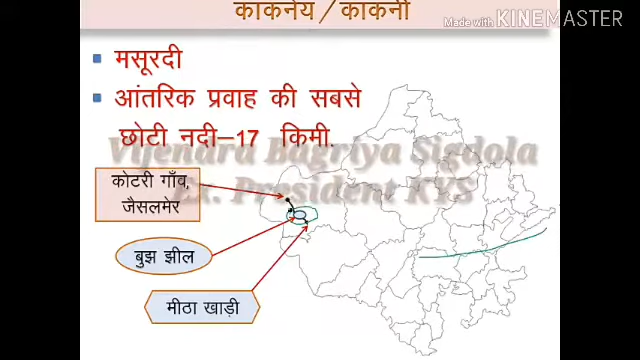 काकनेय/काकनी
Made with KINEMASTER
मसूरदी
आंतरिक प्रवाह की सबसे
छोटी नदी–17 किमी.
Vijendra Bagriya Sigdola
Ex. President KYS
कोटरी गाँव,
जैसलमेर
बुझ झील
मीठा खाड़ी